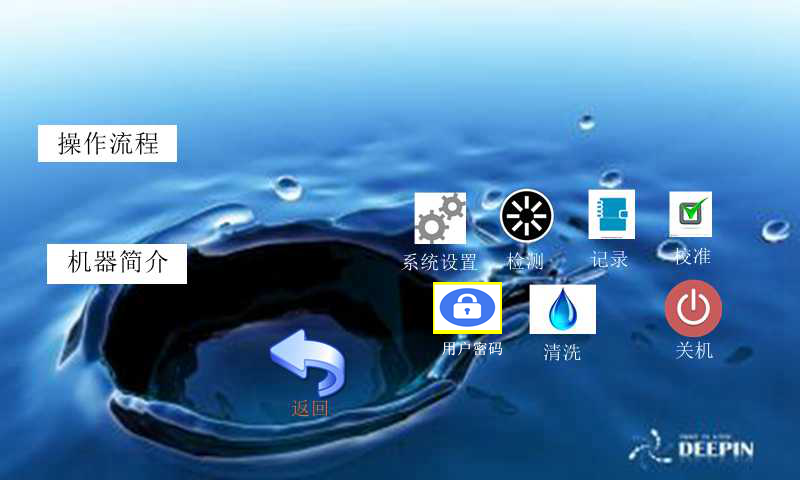 操作流程
机器简介
系统设置
检测
记录
校准
用户密码
清洗
关机
返回
DEEPIN